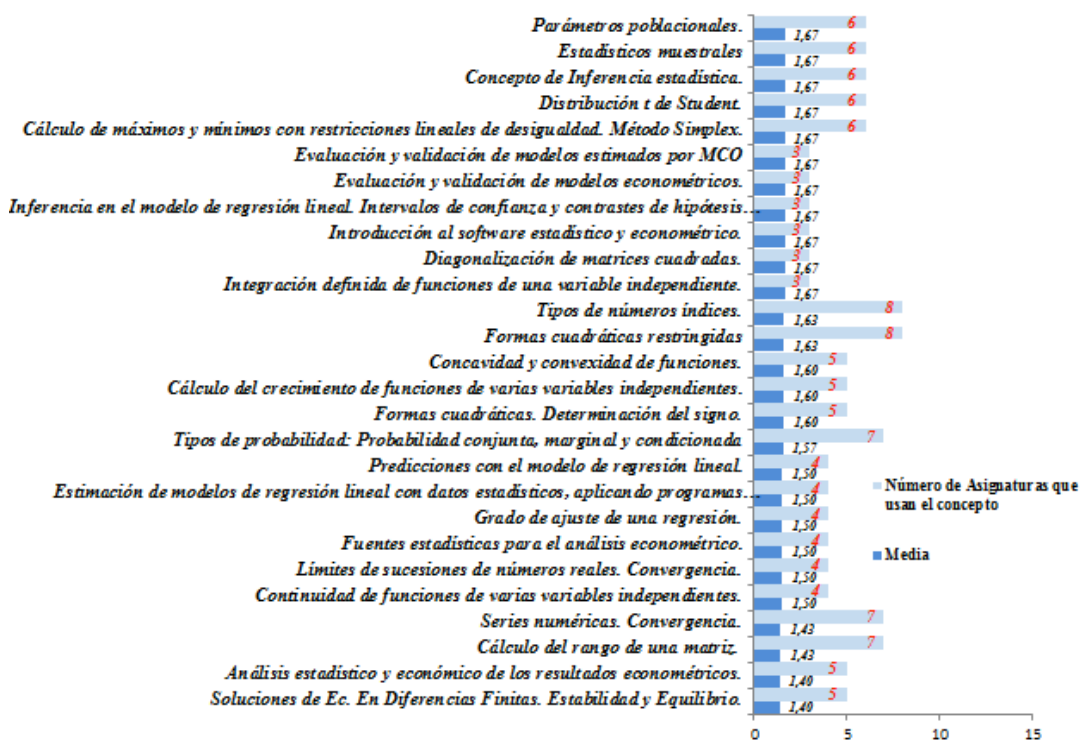 Parámetros poblacionales.
6
1,67
Estadísticos muestrales
6
1,67
Concepto de Inferencia estadística.
6
1,67
Distribución t de Student.
6
1,67
Cálculo de máximos y mínimos con restricciones lineales de desigualdad. Método Simplex.
6
1,67
Evaluación y validación de modelos estimados por MCO
3
1,67
Evaluación y validación de modelos econométricos.
3
1,67
Inferencia en el modelo de regresión lineal. Intervalos de confianza y contrastes de hipótesis...
3
1,67
Introducción al software estadístico y econométrico.
3
1,67
Diagonalización de matrices cuadradas.
3
1,67
Integración definida de funciones de una variable independiente.
3
1,67
Tipos de números índices.
8
1,63
Formas cuadráticas restringidas
8
1,63
Concavidad y convexidad de funciones.
5
1,60
Cálculo del crecimiento de funciones de varias variables independientes.
5
1,60
Formas cuadráticas. Determinación del signo.
5
1,60
Tipos de probabilidad: Probabilidad conjunta, marginal y condicionada
7
1,57
Predicciones con el modelo de regresión lineal.
4
1,50
Estimación de modelos de regresión lineal con datos estadísticos, aplicando programas...
4
1,50
Grado de ajuste de una regresión.
4
1,50
Fuentes estadísticas para el análisis econométrico.
4
1,50
Límites de sucesiones de números reales. Convergencia.
4
1,50
Continuidad de funciones de varias variables independientes.
4
1,50
Series numéricas. Convergencia.
7
1,43
Cálculo del rango de una matriz.
7
1,43
Análisis estadístico y económico de los resultados econométricos.
5
1,40
Soluciones de Ec. En Diferencias Finitas. Estabilidad y Equilibrio.
5
1,40
0 5 10 15
Número de Asignaturas que
usan el concepto
Media